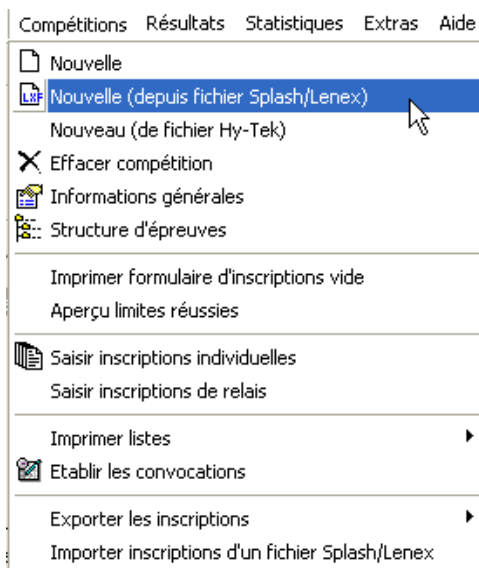 Compétitions Résultats Statistiques Extras Aide
Nouvelle
LXF Nouvelle (depuis fichier Splash/Lenex)
Nouveau (de fichier Hy-Tek)
Effacer compétition
Informations générales
Structure d'épreuves
Imprimer formulaire d'inscriptions vide
Aperçu limites réussies
Saisir inscriptions individuelles
Saisir inscriptions de relais
Imprimer listes
Etablir les convocations
Exporter les inscriptions
Importer inscriptions d'un fichier Splash/Lenex